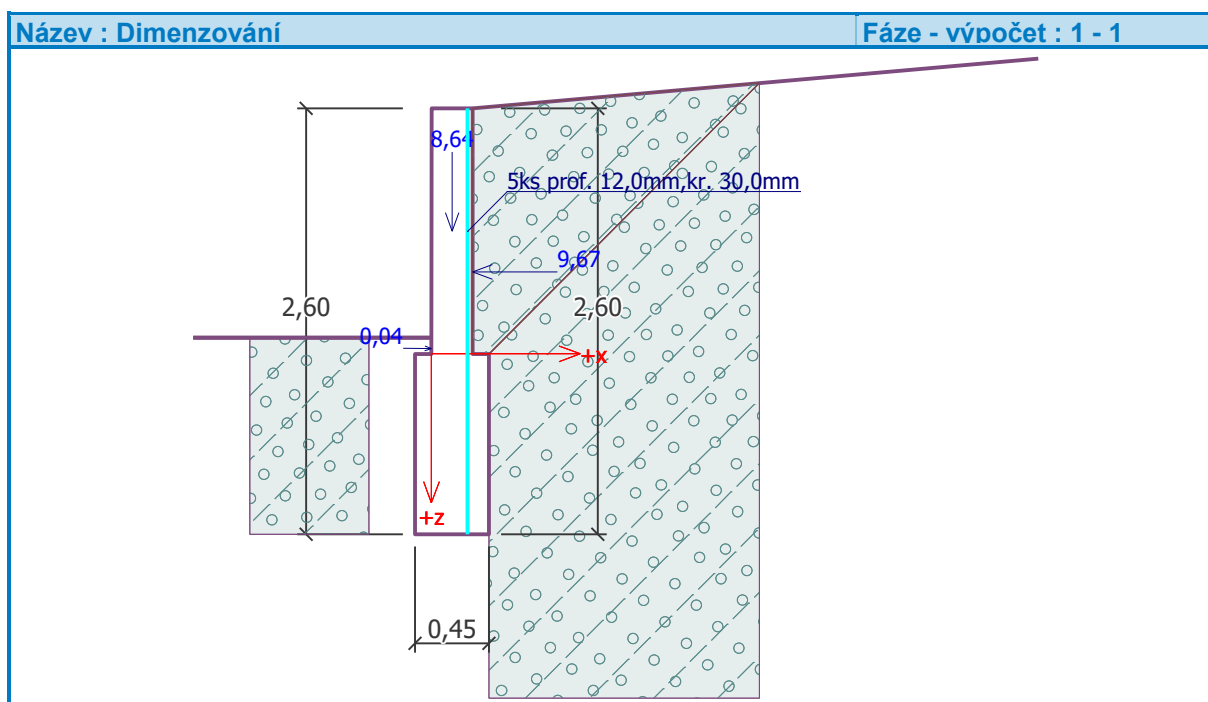 Název : Dimenzování
Fáze - výpočet : 1 - 1
8,64
5ks prof. 12,0mm,kr. 30,0mm
9,67
2,60
2,60
0,04
+x
+z
0,45